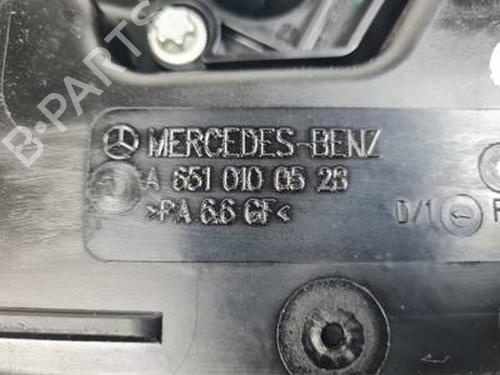 B-PARTS
MERCEDES-BENZ
A 651 010 05 28
>PA 6.6 GF<
0/1